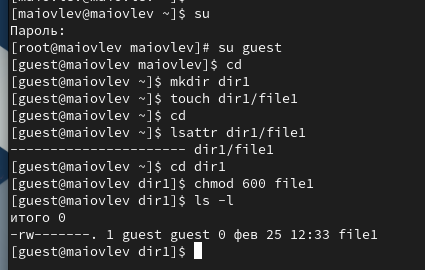 [maiovlev@maiovlev ~]$ su
Пароль:
[root@maiovlev maiovlev]# su guest
[guest@maiovlev maiovlev]$ cd
[guest@maiovlev ~]$ mkdir dir1
[guest@maiovlev ~]$ touch dir1/file1
[guest@maiovlev ~]$ cd
[guest@maiovlev ~]$ lsattr dir1/file1
---------------------- dir1/file1
[guest@maiovlev ~]$ cd dir1
[guest@maiovlev dir1]$ chmod 600 file1
[guest@maiovlev dir1]$ ls -l
итого 0
-rw-------. 1 guest guest 0 фев 25 12:33 file1
[guest@maiovlev dir1]$